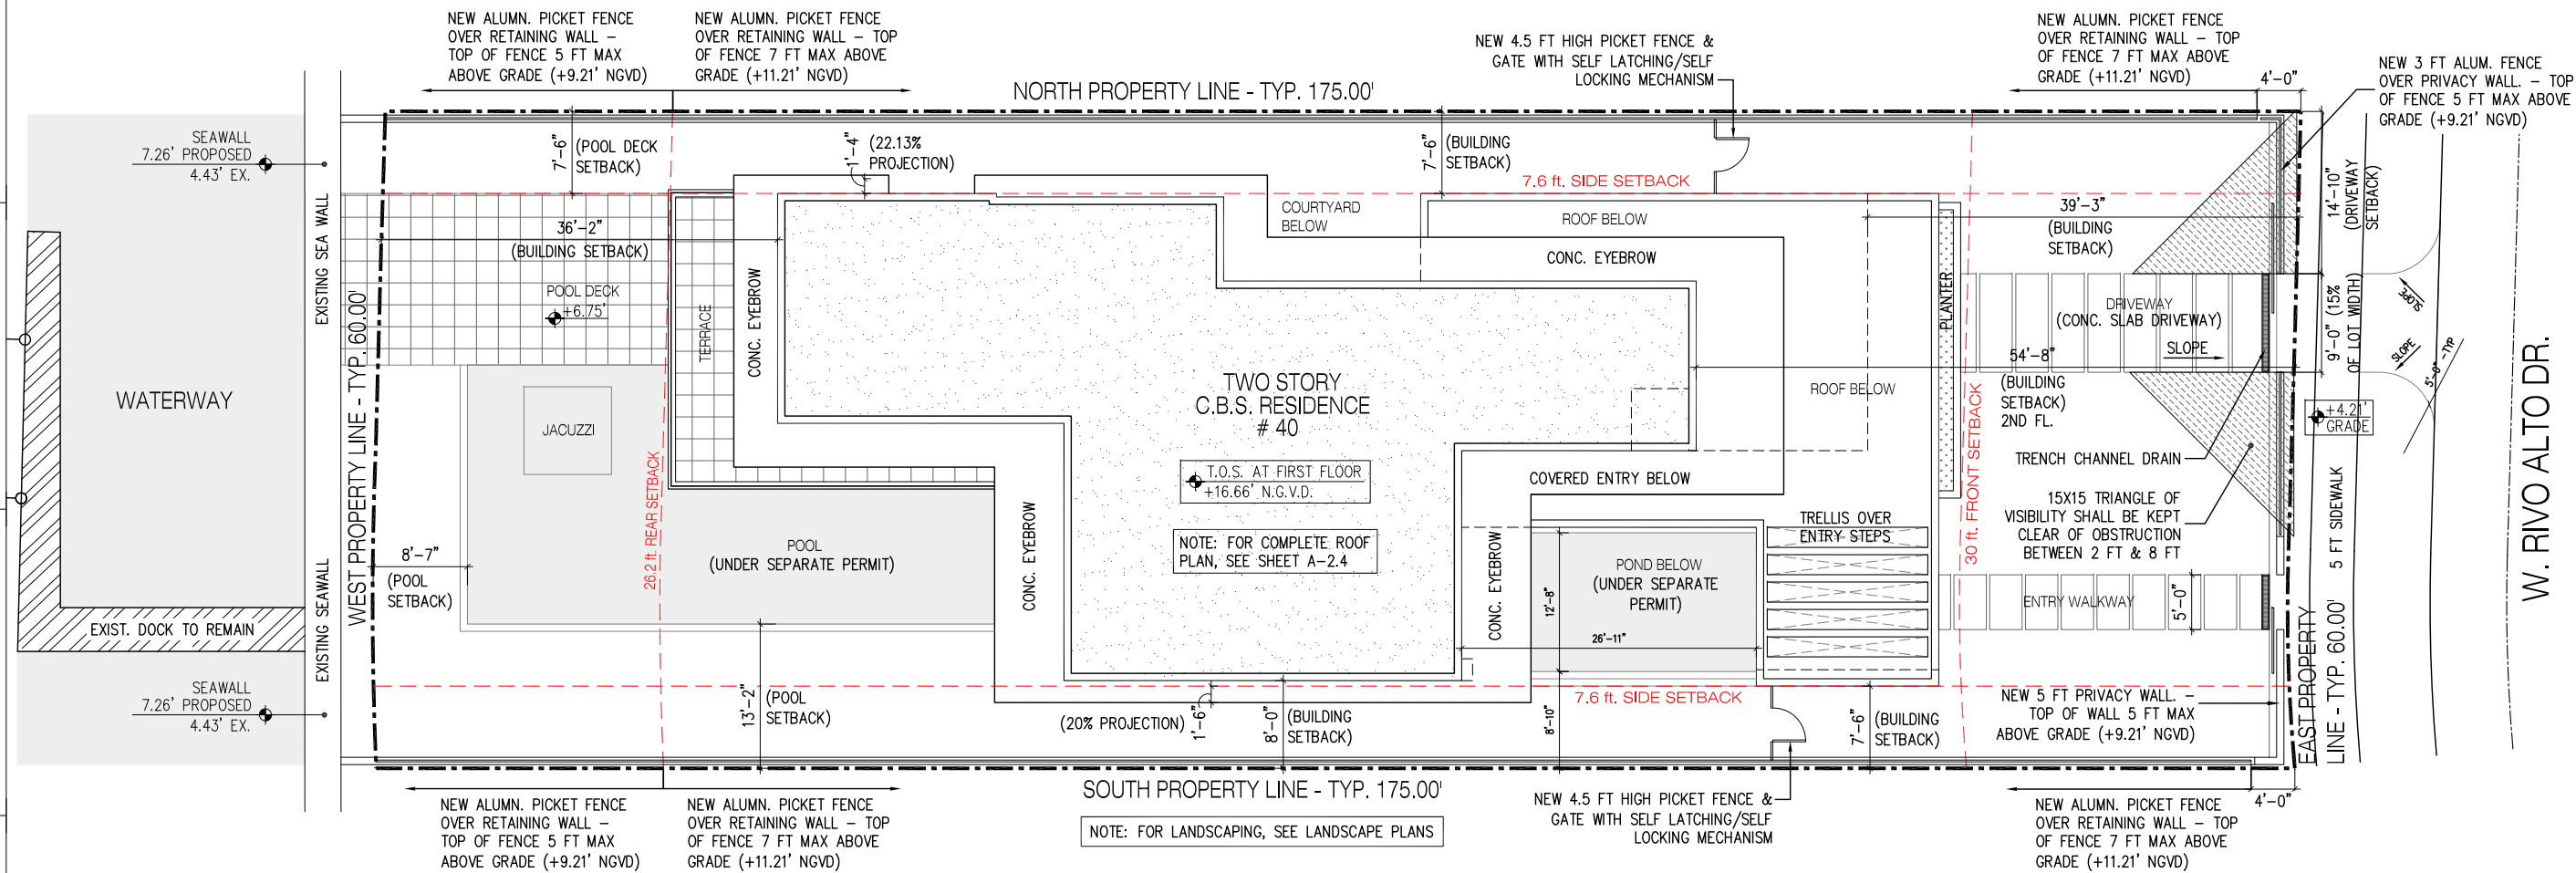 NEW ALUMN. PICKET FENCE
OVER RETAINING WALL –
TOP OF FENCE 5 FT MAX
ABOVE GRADE (+9.21' NGVD)
NEW ALUMN. PICKET FENCE
OVER RETAINING WALL – TOP
OF FENCE 7 FT MAX ABOVE
GRADE (+11.21' NGVD)
NORTH PROPERTY LINE - TYP. 175.00'
NEW 4.5 FT HIGH PICKET FENCE &
GATE WITH SELF LATCHING/SELF
LOCKING MECHANISM
NEW ALUMN. PICKET FENCE
OVER RETAINING WALL – TOP
OF FENCE 7 FT MAX ABOVE
GRADE (+11.21' NGVD)
4'-0"
NEW 3 FT ALUM. FENCE
OVER PRIVACY WALL. – TOP
OF FENCE 5 FT MAX ABOVE
GRADE (+9.21' NGVD)
SEAWALL
7.26' PROPOSED
4.43' EX.
EXISTING SEA WALL
7'-6"
(POOL DECK
SETBACK)
1'-4"
(22.13%
PROJECTION)
7'-6"
(BUILDING
SETBACK)
7.6 ft. SIDE SETBACK
36'-2"
(BUILDING SETBACK)
COURTYARD
BELOW
ROOF BELOW
CONC. EYEBROW
39'-3"
(BUILDING
SETBACK)
14'-10"
(DRIVEWAY
SETBACK)
POOL DECK
+6.75'
TERRACE
CONC. EYEBROW
PLANTER
DRIVEWAY
(CONC. SLAB DRIVEWAY)
SLOPE
54'-8"
(BUILDING
SETBACK)
2ND FL.
9'-0" (15%
OF LOT WIDTH)
SLOPE
SLOPE
5'-0" -TYP
W. RIVO ALTO DR.
WATERWAY
WEST PROPERTY LINE - TYP. 60.00'
JACUZZI
26.2 ft. REAR SETBACK
TWO STORY
C.B.S. RESIDENCE
# 40
T.O.S. AT FIRST FLOOR
+16.66' N.G.V.D.
NOTE: FOR COMPLETE ROOF
PLAN, SEE SHEET A–2.4
ROOF BELOW
COVERED ENTRY BELOW
30 ft. FRONT SETBACK
+4.21'
GRADE
TRENCH CHANNEL DRAIN
15X15 TRIANGLE OF
VISIBILITY SHALL BE KEPT
CLEAR OF OBSTRUCTION
BETWEEN 2 FT & 8 FT
5 FT SIDEWALK
8'-7"
(POOL
SETBACK)
POOL
(UNDER SEPARATE PERMIT)
CONC. EYEBROW
CONC. EYEBROW
POND BELOW
(UNDER SEPARATE
PERMIT)
12'-8"
26'-11"
TRELLIS OVER
ENTRY STEPS
ENTRY WALKWAY
5'-0"
EXIST. DOCK TO REMAIN
EXISTING SEAWALL
SEAWALL
7.26' PROPOSED
4.43' EX.
13'-2"
(POOL
SETBACK)
(20% PROJECTION)
1'-6"
8'-0"
(BUILDING
SETBACK)
8'-10"
7.6 ft. SIDE SETBACK
7'-6"
(BUILDING
SETBACK)
NEW 5 FT PRIVACY WALL. –
TOP OF WALL 5 FT MAX
ABOVE GRADE (+9.21' NGVD)
EAST PROPERTY
LINE - TYP. 60.00'
NEW ALUMN. PICKET FENCE
OVER RETAINING WALL –
TOP OF FENCE 5 FT MAX
ABOVE GRADE (+9.21' NGVD)
NEW ALUMN. PICKET FENCE
OVER RETAINING WALL – TOP
OF FENCE 7 FT MAX ABOVE
GRADE (+11.21' NGVD)
SOUTH PROPERTY LINE - TYP. 175.00'
NOTE: FOR LANDSCAPING, SEE LANDSCAPE PLANS
NEW 4.5 FT HIGH PICKET FENCE &
GATE WITH SELF LATCHING/SELF
LOCKING MECHANISM
NEW ALUMN. PICKET FENCE
OVER RETAINING WALL – TOP
OF FENCE 7 FT MAX ABOVE
GRADE (+11.21' NGVD)
4'-0"